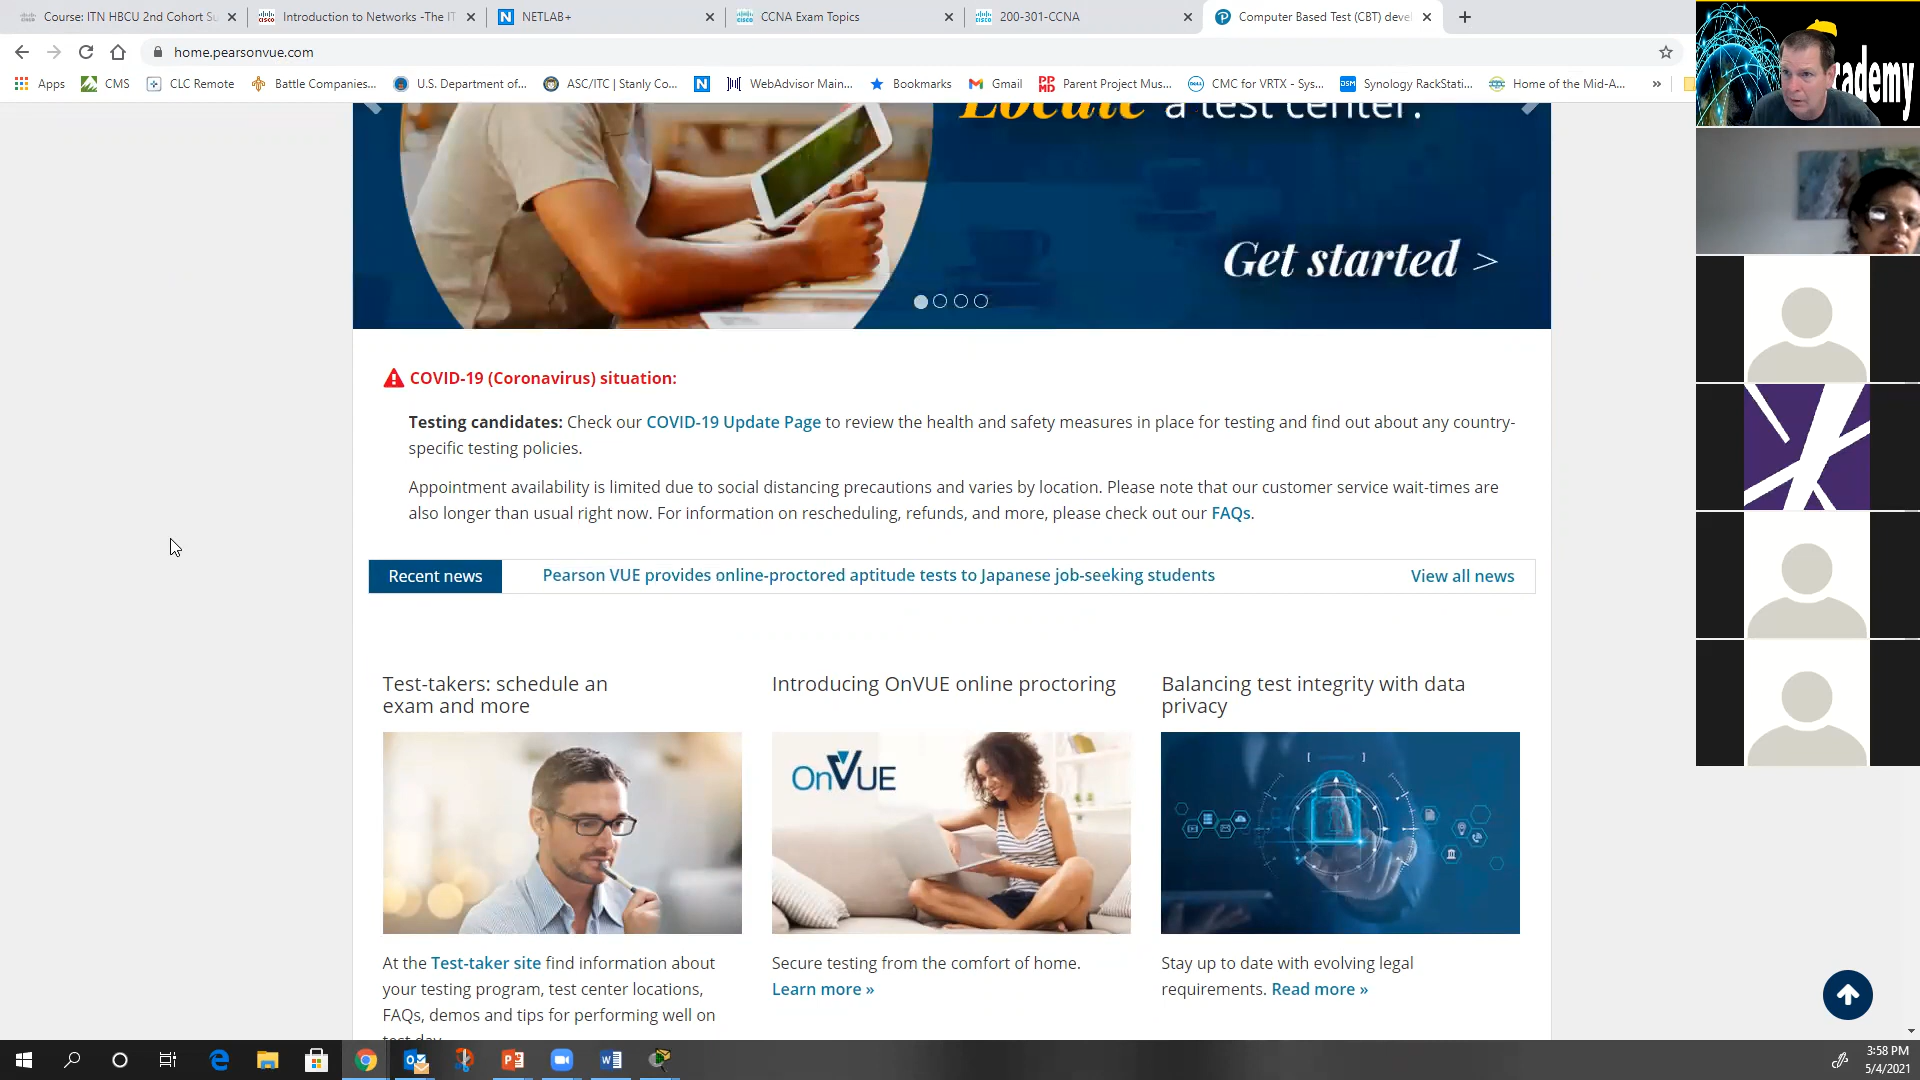 Course: ITN HBCU 2nd Cohort Su
Introduction to Networks -The IT
NETLAB+
CCNA Exam Topics
200-301-CCNA
Computer Based Test (CBT) deve
home.pearsonvue.com
Apps
CMS
CLC Remote
Battle Companies...
U.S. Department of...
ASC/ITC | Stanly Co...
WebAdvisor Main...
Bookmarks
Gmail
Parent Project Mus...
CMC for VRTX - Sys...
Synology RackStati...
Home of the Mid-A...
»
ademy
Locate a test center.
Get started >
COVID-19 (Coronavirus) situation:
Testing candidates: Check our COVID-19 Update Page to review the health and safety measures in place for testing and find out about any country-
specific testing policies.
Appointment availability is limited due to social distancing precautions and varies by location. Please note that our customer service wait-times are
also longer than usual right now. For information on rescheduling, refunds, and more, please check out our FAQs.
Recent news
Pearson VUE provides online-proctored aptitude tests to Japanese job-seeking students
View all news
Test-takers: schedule an
exam and more
Introducing OnVUE online proctoring
Balancing test integrity with data
privacy
OnVUE
At the Test-taker site find information about
your testing program, test center locations,
FAQs, demos and tips for performing well on
test day.
Secure testing from the comfort of home.
Learn more »
Stay up to date with evolving legal
requirements. Read more »
3:58 PM
5/4/2021